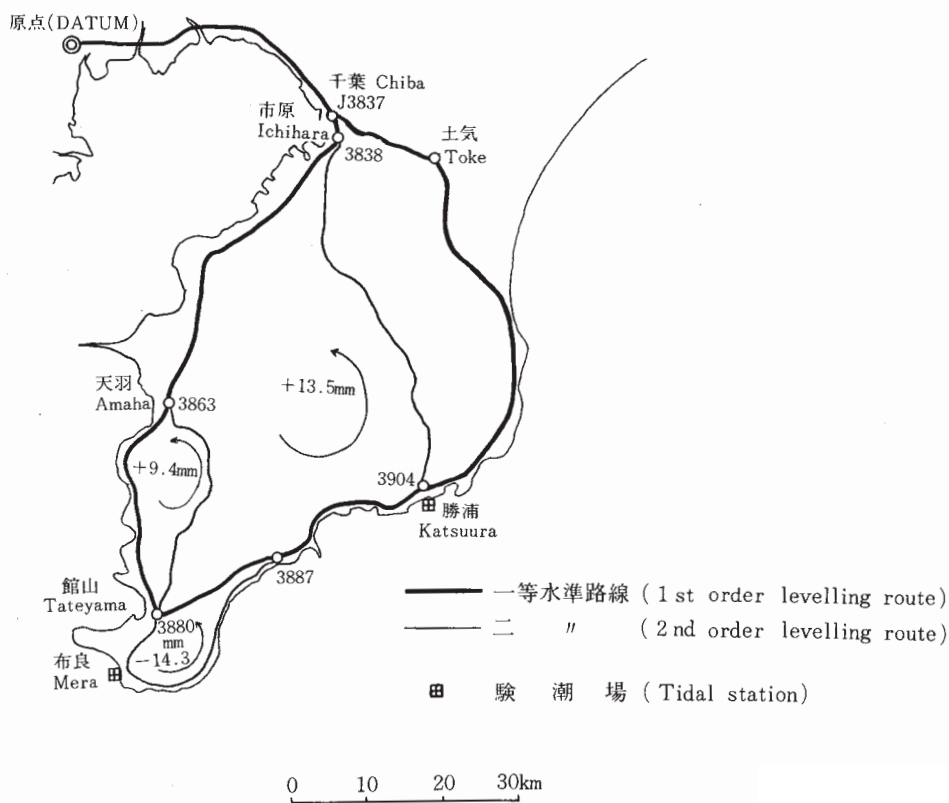 原点(DATUM)
千葉 Chiba
J3837
市原
Ichihara
3838
土気
Toke
天羽
Amaha
3863
+13.5mm
+9.4mm
3904
勝浦
Katsuura
3887
館山
Tateyama
3880
mm
-14.3
布良
Mera
一等水準路線 (1st order levelling route)
二 〃 (2nd order levelling route)
験潮場 (Tidal station)
0 10 20 30km